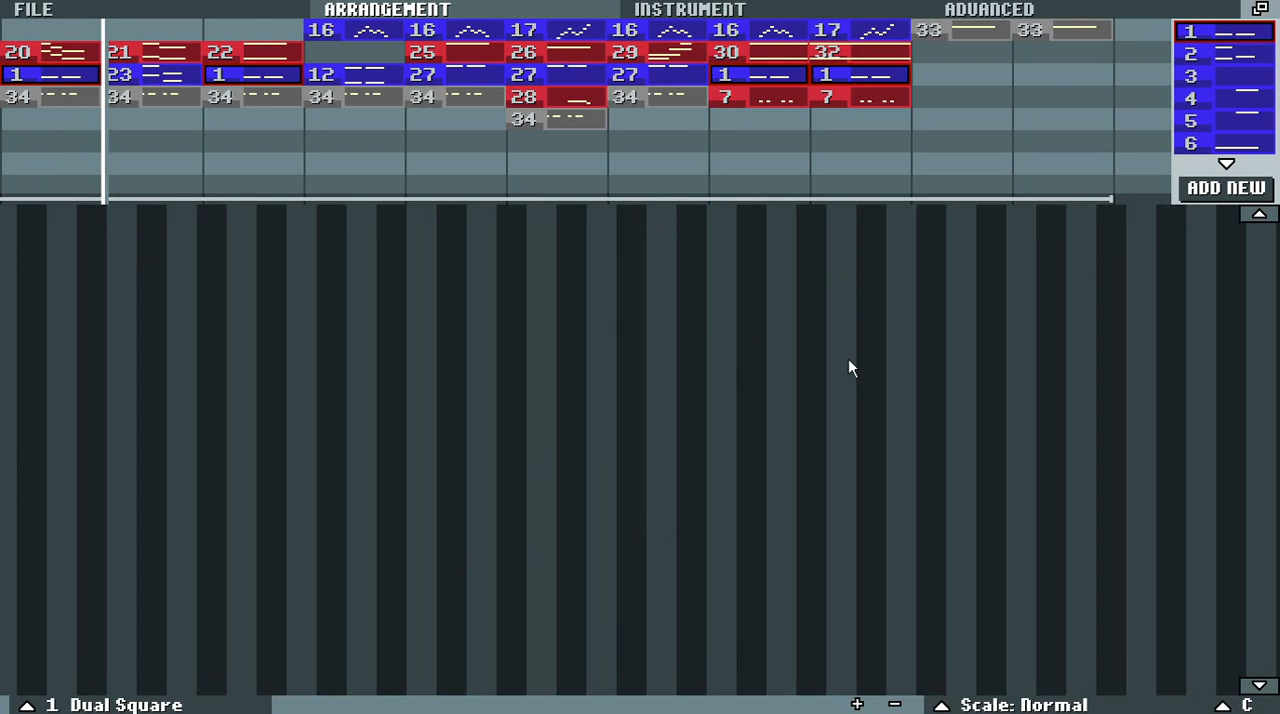 FILE ARRANGEMENT INSTRUMENT ADVANCED
16 16 17 16 16 17 33 33
20 21 22 25 26 29 30 32
1 23 1 12 27 27 27 1 1
34 34 34 34 34 28 34 7 7
34
1
2
3
4
5
6
ADD NEW
1 Dual Square + - Scale: Normal C